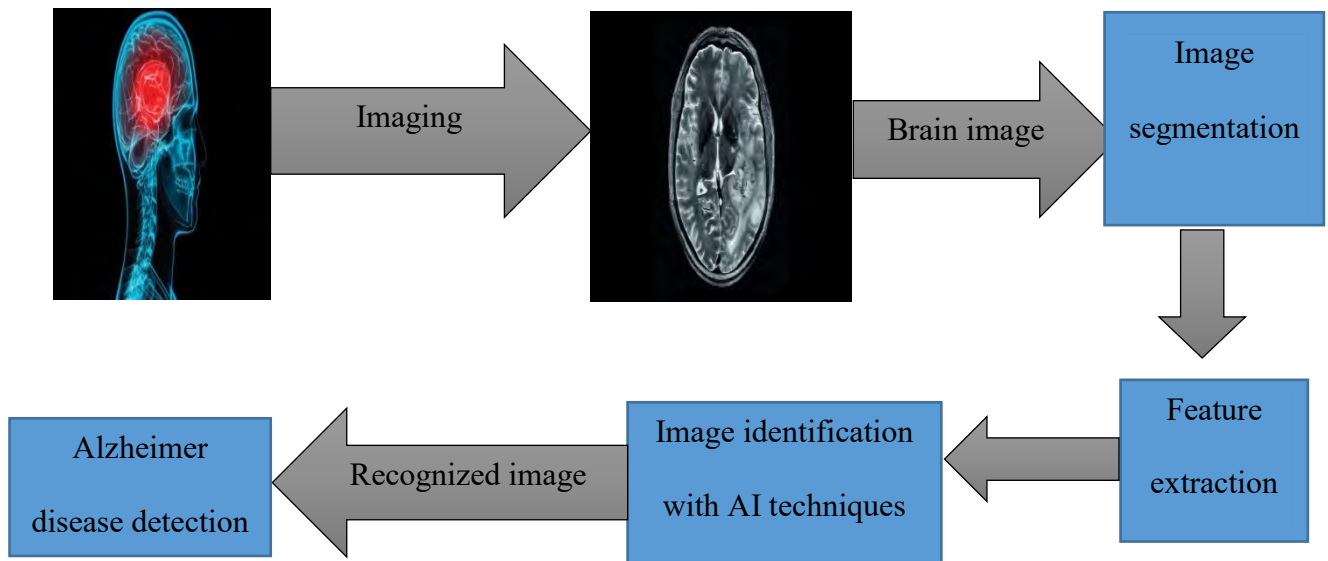 Imaging
Brain image
Image
segmentation
Feature
extraction
Image identification
with AI techniques
Recognized image
Alzheimer
disease detection